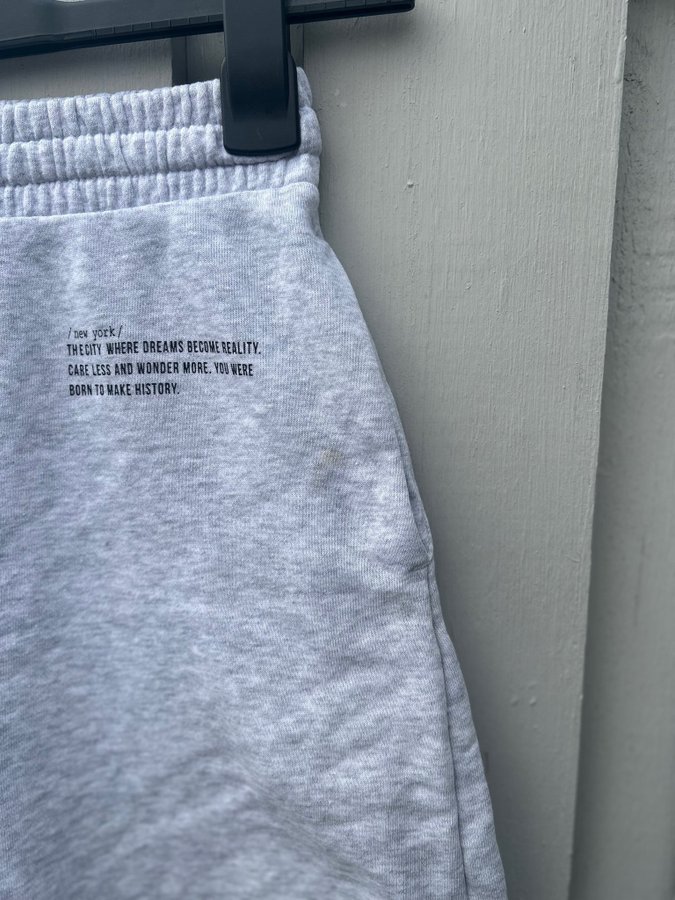 /new york/
THE CITY WHERE DREAMS BECOME REALITY.
CARE LESS AND WONDER MORE. YOU WERE
BORN TO MAKE HISTORY.